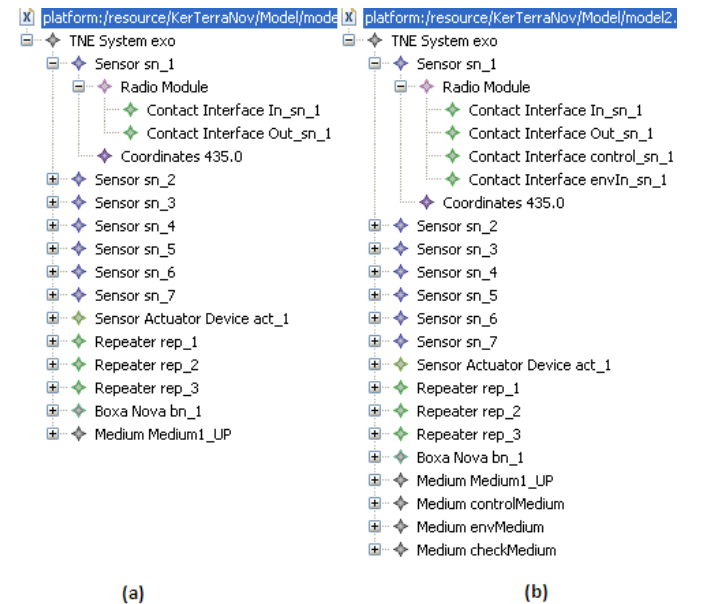 platform:/resource/KerTerraNov/Model/mode
TNE System exo
Sensor sn_1
Radio Module
Contact Interface In_sn_1
Contact Interface Out_sn_1
Coordinates 435.0
Sensor sn_2
Sensor sn_3
Sensor sn_4
Sensor sn_5
Sensor sn_6
Sensor sn_7
Sensor Actuator Device act_1
Repeater rep_1
Repeater rep_2
Repeater rep_3
Boxa Nova bn_1
Medium Medium1_UP
(a)
platform:/resource/KerTerraNov/Model/model2.
TNE System exo
Sensor sn_1
Radio Module
Contact Interface In_sn_1
Contact Interface Out_sn_1
Contact Interface control_sn_1
Contact Interface envIn_sn_1
Coordinates 435.0
Sensor sn_2
Sensor sn_3
Sensor sn_4
Sensor sn_5
Sensor sn_6
Sensor sn_7
Sensor Actuator Device act_1
Repeater rep_1
Repeater rep_2
Repeater rep_3
Boxa Nova bn_1
Medium Medium1_UP
Medium controlMedium
Medium envMedium
Medium checkMedium
(b)